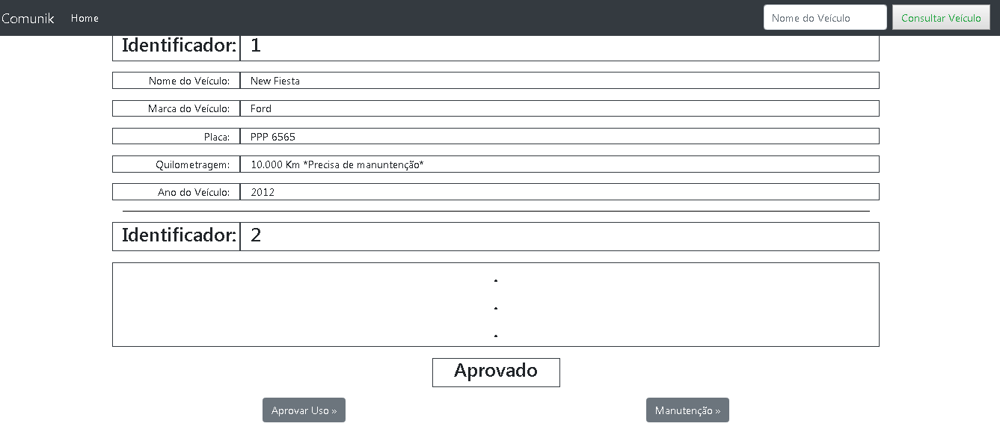 Comunik Home Nome do Veículo Consultar Veículo
Identificador: 1
Nome do Veículo: New Fiesta
Marca do Veículo: Ford
Placa: PPP 6565
Quilometragem: 10.000 Km *Precisa de manuntenção*
Ano do Veículo: 2012
Identificador: 2
.
.
.
Aprovado
Aprovar Uso » Manutenção »